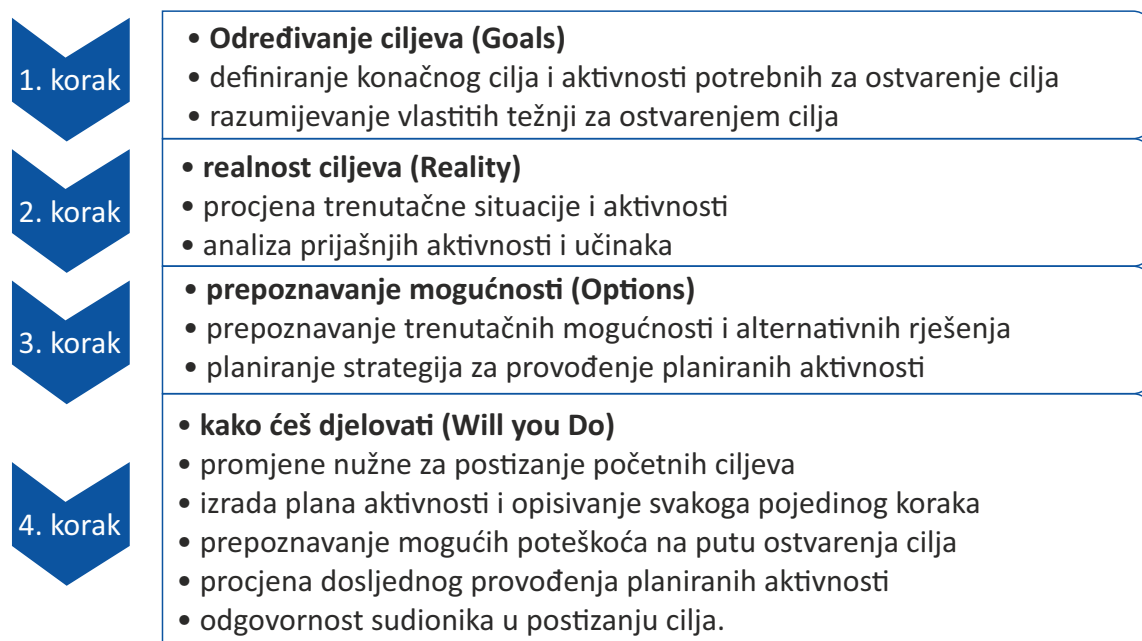 1. korak
• Određivanje ciljeva (Goals)
• definiranje konačnog cilja i aktivnosti potrebnih za ostvarenje cilja
• razumijevanje vlastitih težnji za ostvarenjem cilja
2. korak
• realnost ciljeva (Reality)
• procjena trenutačne situacije i aktivnosti
• analiza prijašnjih aktivnosti i učinaka
3. korak
• prepoznavanje mogućnosti (Options)
• prepoznavanje trenutačnih mogućnosti i alternativnih rješenja
• planiranje strategija za provođenje planiranih aktivnosti
4. korak
• kako ćeš djelovati (Will you Do)
• promjene nužne za postizanje početnih ciljeva
• izrada plana aktivnosti i opisivanje svakoga pojedinog koraka
• prepoznavanje mogućih poteškoća na putu ostvarenja cilja
• procjena dosljednog provođenja planiranih aktivnosti
• odgovornost sudionika u postizanju cilja.